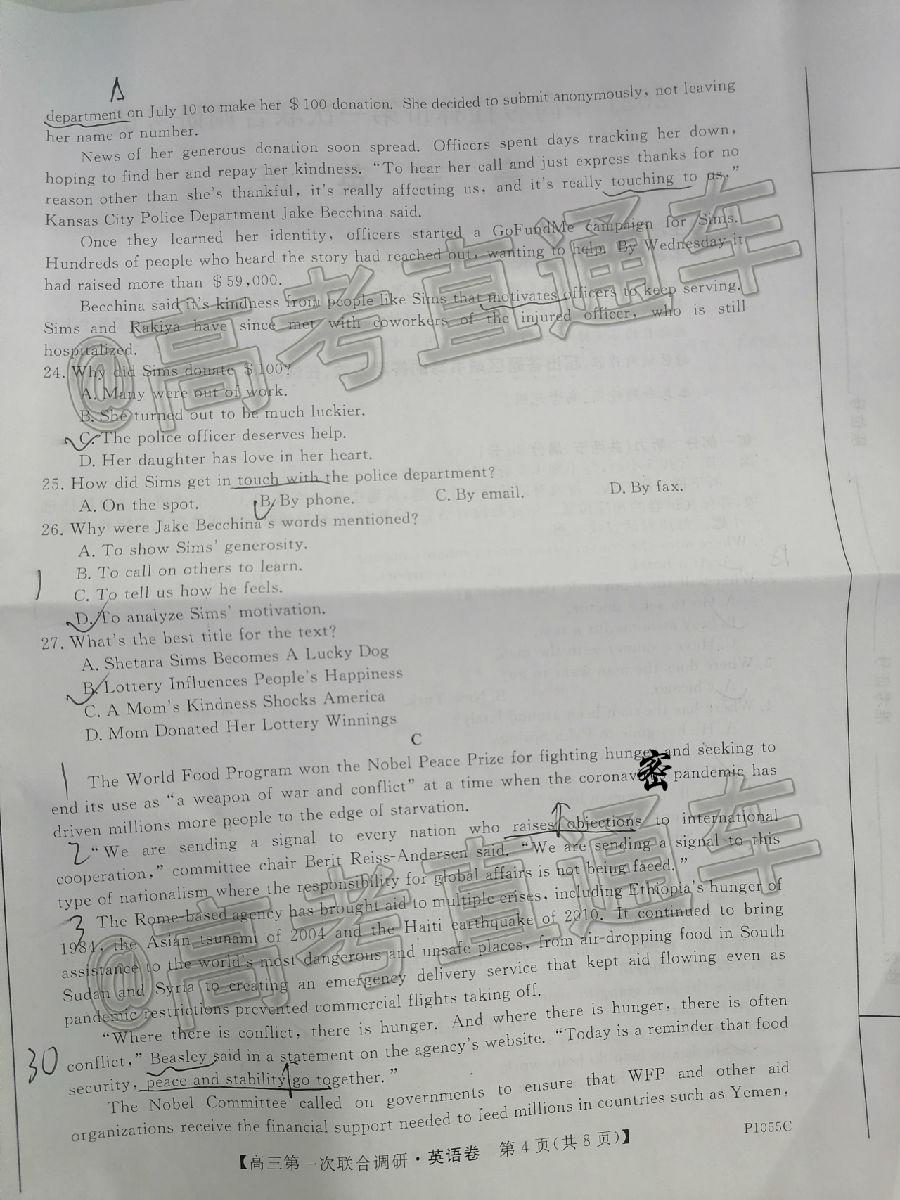 A
department on July 10 to make her $100 donation. She decided to submit anonymously, not leaving
her name or number.
News of her generous donation soon spread. Officers spent days tracking her down,
hoping to find her and repay her kindness. "To hear her call and just express thanks for no
reason other than she's thankful, it's really affecting us, and it's really touching to us,"
Kansas City Police Department Jake Becchina said.
Once they learned her identity, officers started a GoFundMe campaign for Sims.
Hundreds of people who heard the story had reached out, wanting to help. By Wednesday it
had raised more than $59,000.
Becchina said it's kindness from people like Sims that motivates officers to keep serving.
Sims and Rakiya have since met with coworkers of the injured officer, who is still
hospitalized.
24. Why did Sims donate $100?
A. Many were out of work.
B. She turned out to be much luckier.
C. The police officer deserves help.
D. Her daughter has love in her heart.
25. How did Sims get in touch with the police department?
A. On the spot. B. By phone. C. By email. D. By fax.
26. Why were Jake Becchina's words mentioned?
A. To show Sims' generosity.
B. To call on others to learn.
C. To tell us how he feels.
D. To analyze Sims' motivation.
27. What's the best title for the text?
A. Shetara Sims Becomes A Lucky Dog
B. Lottery Influences People's Happiness
C. A Mom's Kindness Shocks America
D. Mom Donated Her Lottery Winnings
C
1 The World Food Program won the Nobel Peace Prize for fighting hunger and seeking to
end its use as "a weapon of war and conflict" at a time when the 密 pandemic has
driven millions more people to the edge of starvation.
2 "We are sending a signal to every nation who raises objections to international
cooperation," committee chair Berit Reiss-Andersen said. "We are sending a signal to this
type of nationalism where the responsibility for global affairs is not being faced."
3 The Rome-based agency has brought aid to multiple crises, including Ethiopia's hunger of
1984, the Asian tsunami of 2004 and the Haiti earthquake of 2010. It continued to bring
assistance to the world's most dangerous and unsafe places, from air-dropping food in South
Sudan and Syria to creating an emergency delivery service that kept aid flowing even as
pandemic restrictions prevented commercial flights taking off.
"Where there is conflict, there is hunger. And where there is hunger, there is often
30 conflict," Beasley said in a statement on the agency's website. "Today is a reminder that food
security, peace and stability go together."
The Nobel Committee called on governments to ensure that WFP and other aid
organizations receive the financial support needed to feed millions in countries such as Yemen,
【高三第一次联合调研·英语卷 第4页(共8页)】 P1055C
@高考直通车
@高考直通车